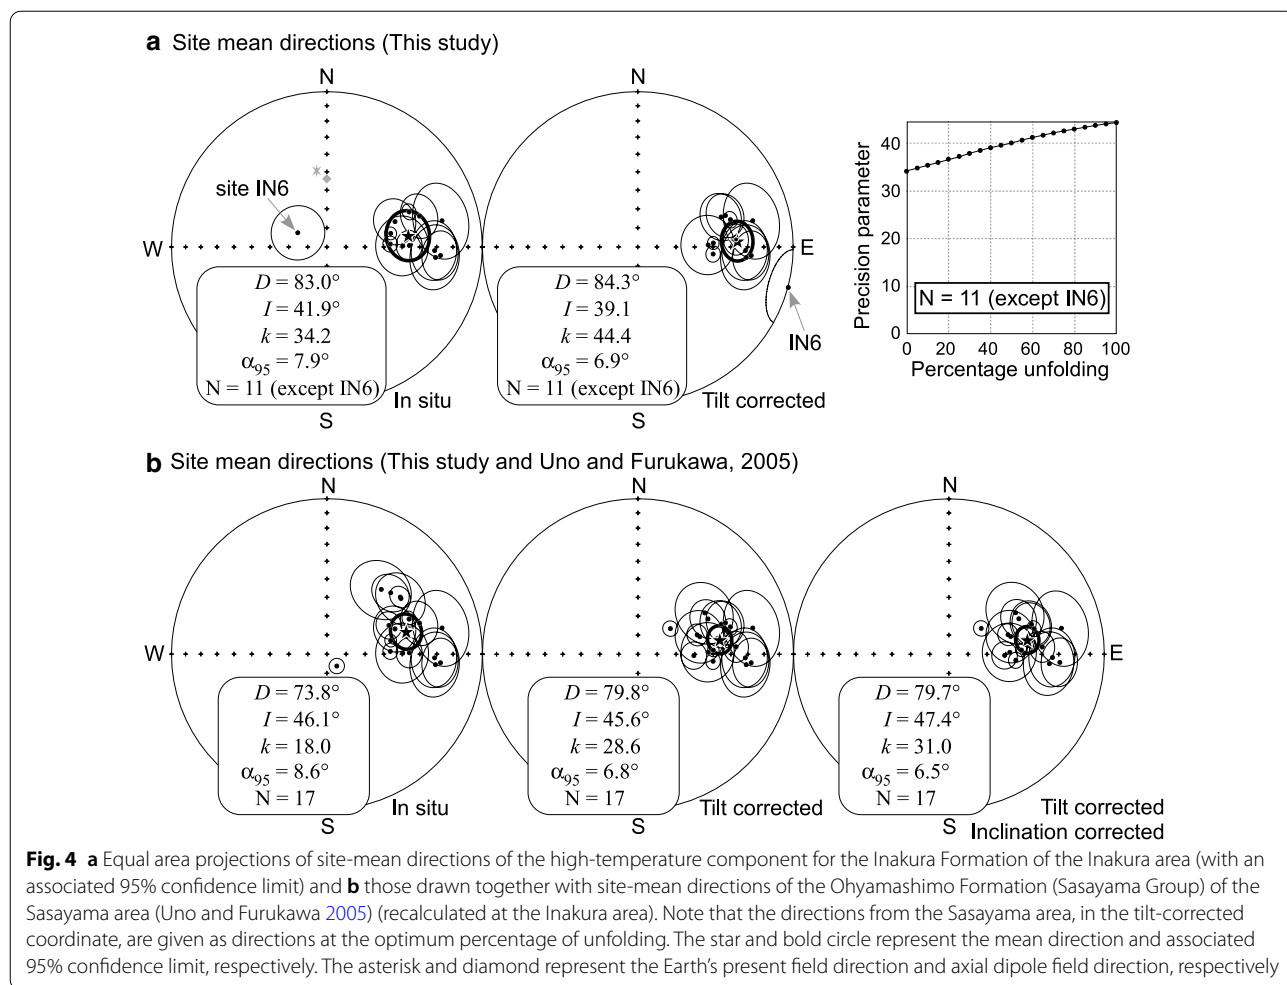 a Site mean directions (This study)
N
N
site IN6
W
E
D = 83.0°
I = 41.9°
k = 34.2
α95 = 7.9°
N = 11 (except IN6)
In situ
S
D = 84.3°
I = 39.1
k = 44.4
α95 = 6.9°
N = 11 (except IN6)
Tilt corrected
S
IN6
Precision parameter
40
30
20
10
0
N = 11 (except IN6)
0 20 40 60 80 100
Percentage unfolding
b Site mean directions (This study and Uno and Furukawa, 2005)
N
N
N
W
E
D = 73.8°
I = 46.1°
k = 18.0
α95 = 8.6°
N = 17
In situ
S
D = 79.8°
I = 45.6°
k = 28.6
α95 = 6.8°
N = 17
Tilt corrected
S
D = 79.7°
I = 47.4°
k = 31.0
α95 = 6.5°
N = 17
Tilt corrected
S Inclination corrected
Fig. 4 a Equal area projections of site-mean directions of the high-temperature component for the Inakura Formation of the Inakura area (with an
associated 95% confidence limit) and b those drawn together with site-mean directions of the Ohyamashimo Formation (Sasayama Group) of the
Sasayama area (Uno and Furukawa 2005) (recalculated at the Inakura area). Note that the directions from the Sasayama area, in the tilt-corrected
coordinate, are given as directions at the optimum percentage of unfolding. The star and bold circle represent the mean direction and associated
95% confidence limit, respectively. The asterisk and diamond represent the Earth's present field direction and axial dipole field direction, respectively